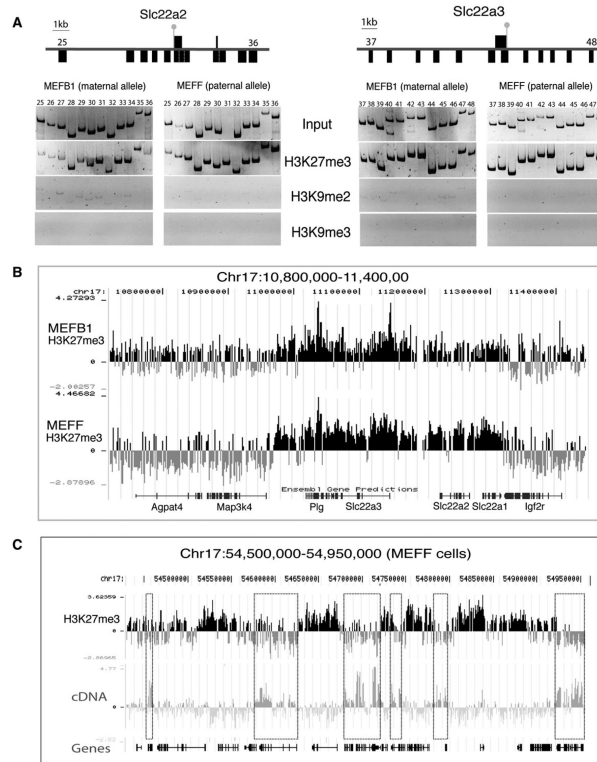 A
1kb
Slc22a2
25
36
1kb
Slc22a3
37
48
MEFB1 (maternal allele)
MEFF (paternal allele)
MEFB1 (maternal allele)
MEFF (paternal allele)
25 26 27 28 29 30 31 32 33 34 35 36
25 26 27 28 29 30 31 32 33 34 35 36
37 38 39 40 41 42 43 44 45 46 47 48
37 38 39 40 41 42 43 44 45 46 47
Input
H3K27me3
H3K9me2
H3K9me3
B
Chr17:10,800,000-11,400,00
chr17:
10800000
10900000
11000000
11100000
11200000
11300000
11400000
4.27293
MEFB1
H3K27me3
0
-2.00257
4.46682
MEFF
H3K27me3
0
-2.87896
Ensembl Gene Predictions
Agpat4
Map3k4
Plg
Slc22a3
Slc22a2
Slc22a1
Igf2r
C
Chr17:54,500,000-54,950,000 (MEFF cells)
chr17:
54500000
54550000
54600000
54650000
54700000
54750000
54800000
54850000
54900000
54950000
3.62359
H3K27me3
0
4.77
cDNA
0
Genes